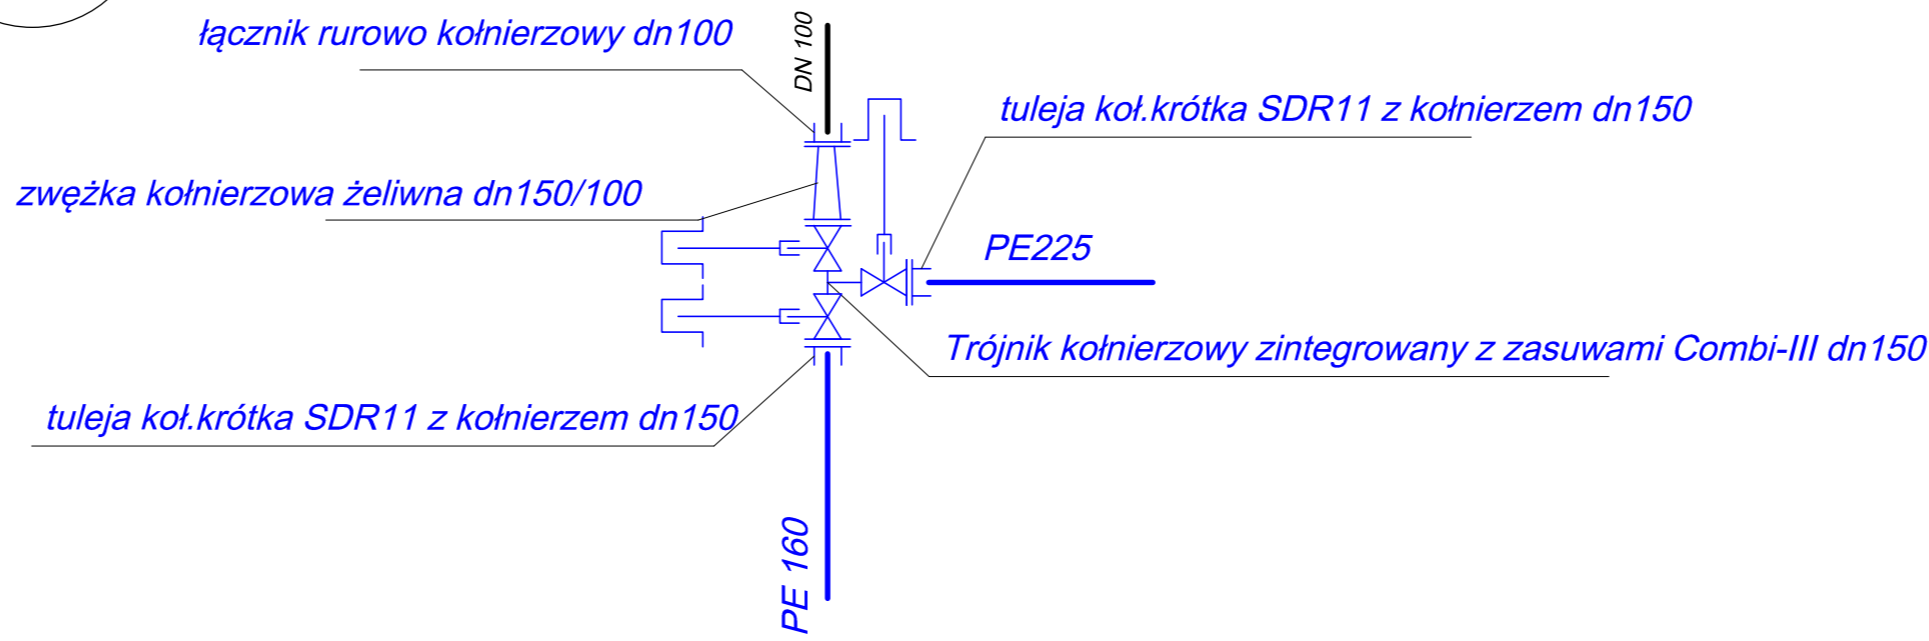 łącznik rurowo kołnierzowy dn100
DN 100
tuleja koł.krótka SDR11 z kołnierzem dn150
zwężka kołnierzowa żeliwna dn150/100
PE225
Trójnik kołnierzowy zintegrowany z zasuwami Combi-III dn150
tuleja koł.krótka SDR11 z kołnierzem dn150
PE 160